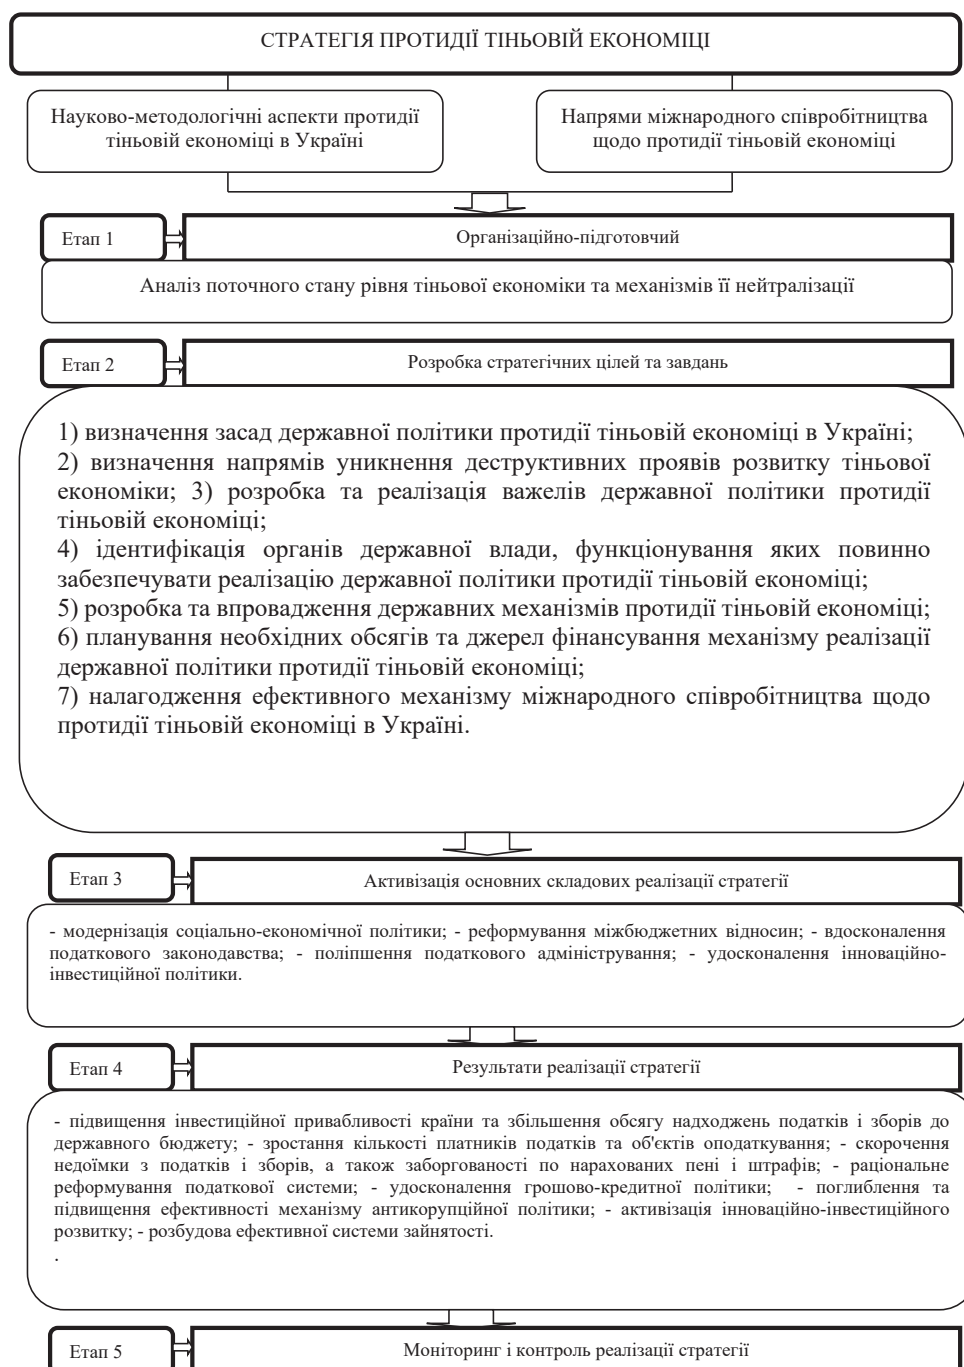 СТРАТЕГІЯ ПРОТИДІЇ ТІНЬОВІЙ ЕКОНОМІЦІ
Науково-методологічні аспекти протидії
тіньовій економіці в Україні
Напрями міжнародного співробітництва
щодо протидії тіньовій економіці
Етап 1
Організаційно-підготовчий
Аналіз поточного стану рівня тіньової економіки та механізмів її нейтралізації
Етап 2
Розробка стратегічних цілей та завдань
1) визначення засад державної політики протидії тіньовій економіці в Україні;
2) визначення напрямів уникнення деструктивних проявів розвитку тіньової
економіки; 3) розробка та реалізація важелів державної політики протидії
тіньовій економіці;
4) ідентифікація органів державної влади, функціонування яких повинно
забезпечувати реалізацію державної політики протидії тіньовій економіці;
5) розробка та впровадження державних механізмів протидії тіньовій економіці;
6) планування необхідних обсягів та джерел фінансування механізму реалізації
державної політики протидії тіньовій економіці;
7) налагодження ефективного механізму міжнародного співробітництва щодо
протидії тіньовій економіці в Україні.
Етап 3
Активізація основних складових реалізації стратегії
- модернізація соціально-економічної політики; - реформування міжбюджетних відносин; - вдосконалення
податкового законодавства; - поліпшення податкового адміністрування; - удосконалення інноваційно-
інвестиційної політики.
Етап 4
Результати реалізації стратегії
- підвищення інвестиційної привабливості країни та збільшення обсягу надходжень податків і зборів до
державного бюджету; - зростання кількості платників податків та об'єктів оподаткування; - скорочення
недоїмки з податків і зборів, а також заборгованості по нарахованих пені і штрафів; - раціональне
реформування податкової системи; - удосконалення грошово-кредитної політики; - поглиблення та
підвищення ефективності механізму антикорупційної політики; - активізація інноваційно-інвестиційного
розвитку; - розбудова ефективної системи зайнятості.
.
Етап 5
Моніторинг і контроль реалізації стратегії